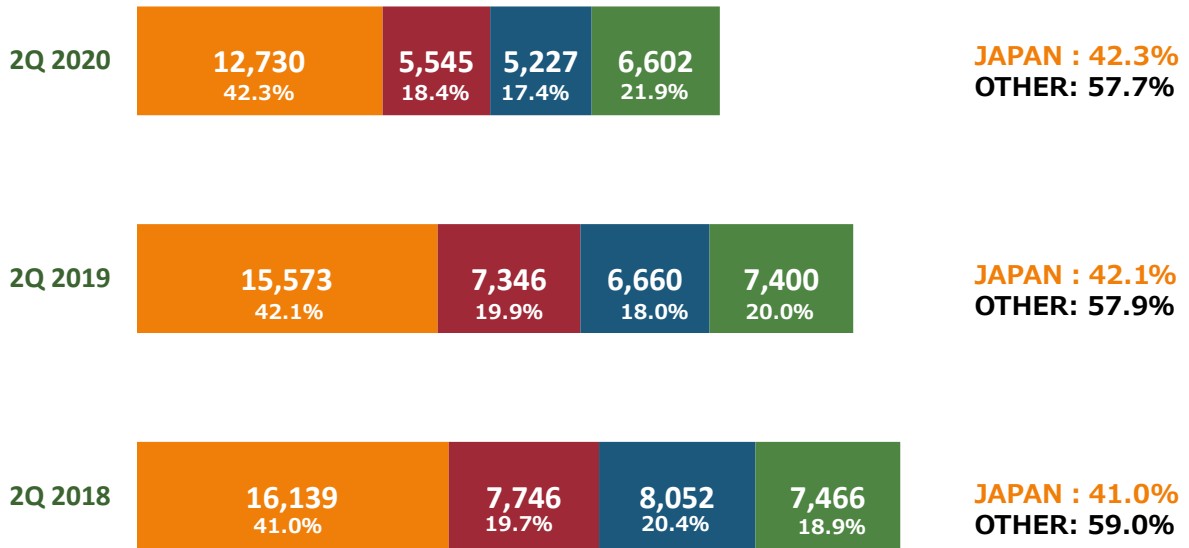 2Q 2020
12,730
42.3%
5,545
18.4%
5,227
17.4%
6,602
21.9%
JAPAN : 42.3%
OTHER: 57.7%
2Q 2019
15,573
42.1%
7,346
19.9%
6,660
18.0%
7,400
20.0%
JAPAN : 42.1%
OTHER: 57.9%
2Q 2018
16,139
41.0%
7,746
19.7%
8,052
20.4%
7,466
18.9%
JAPAN : 41.0%
OTHER: 59.0%